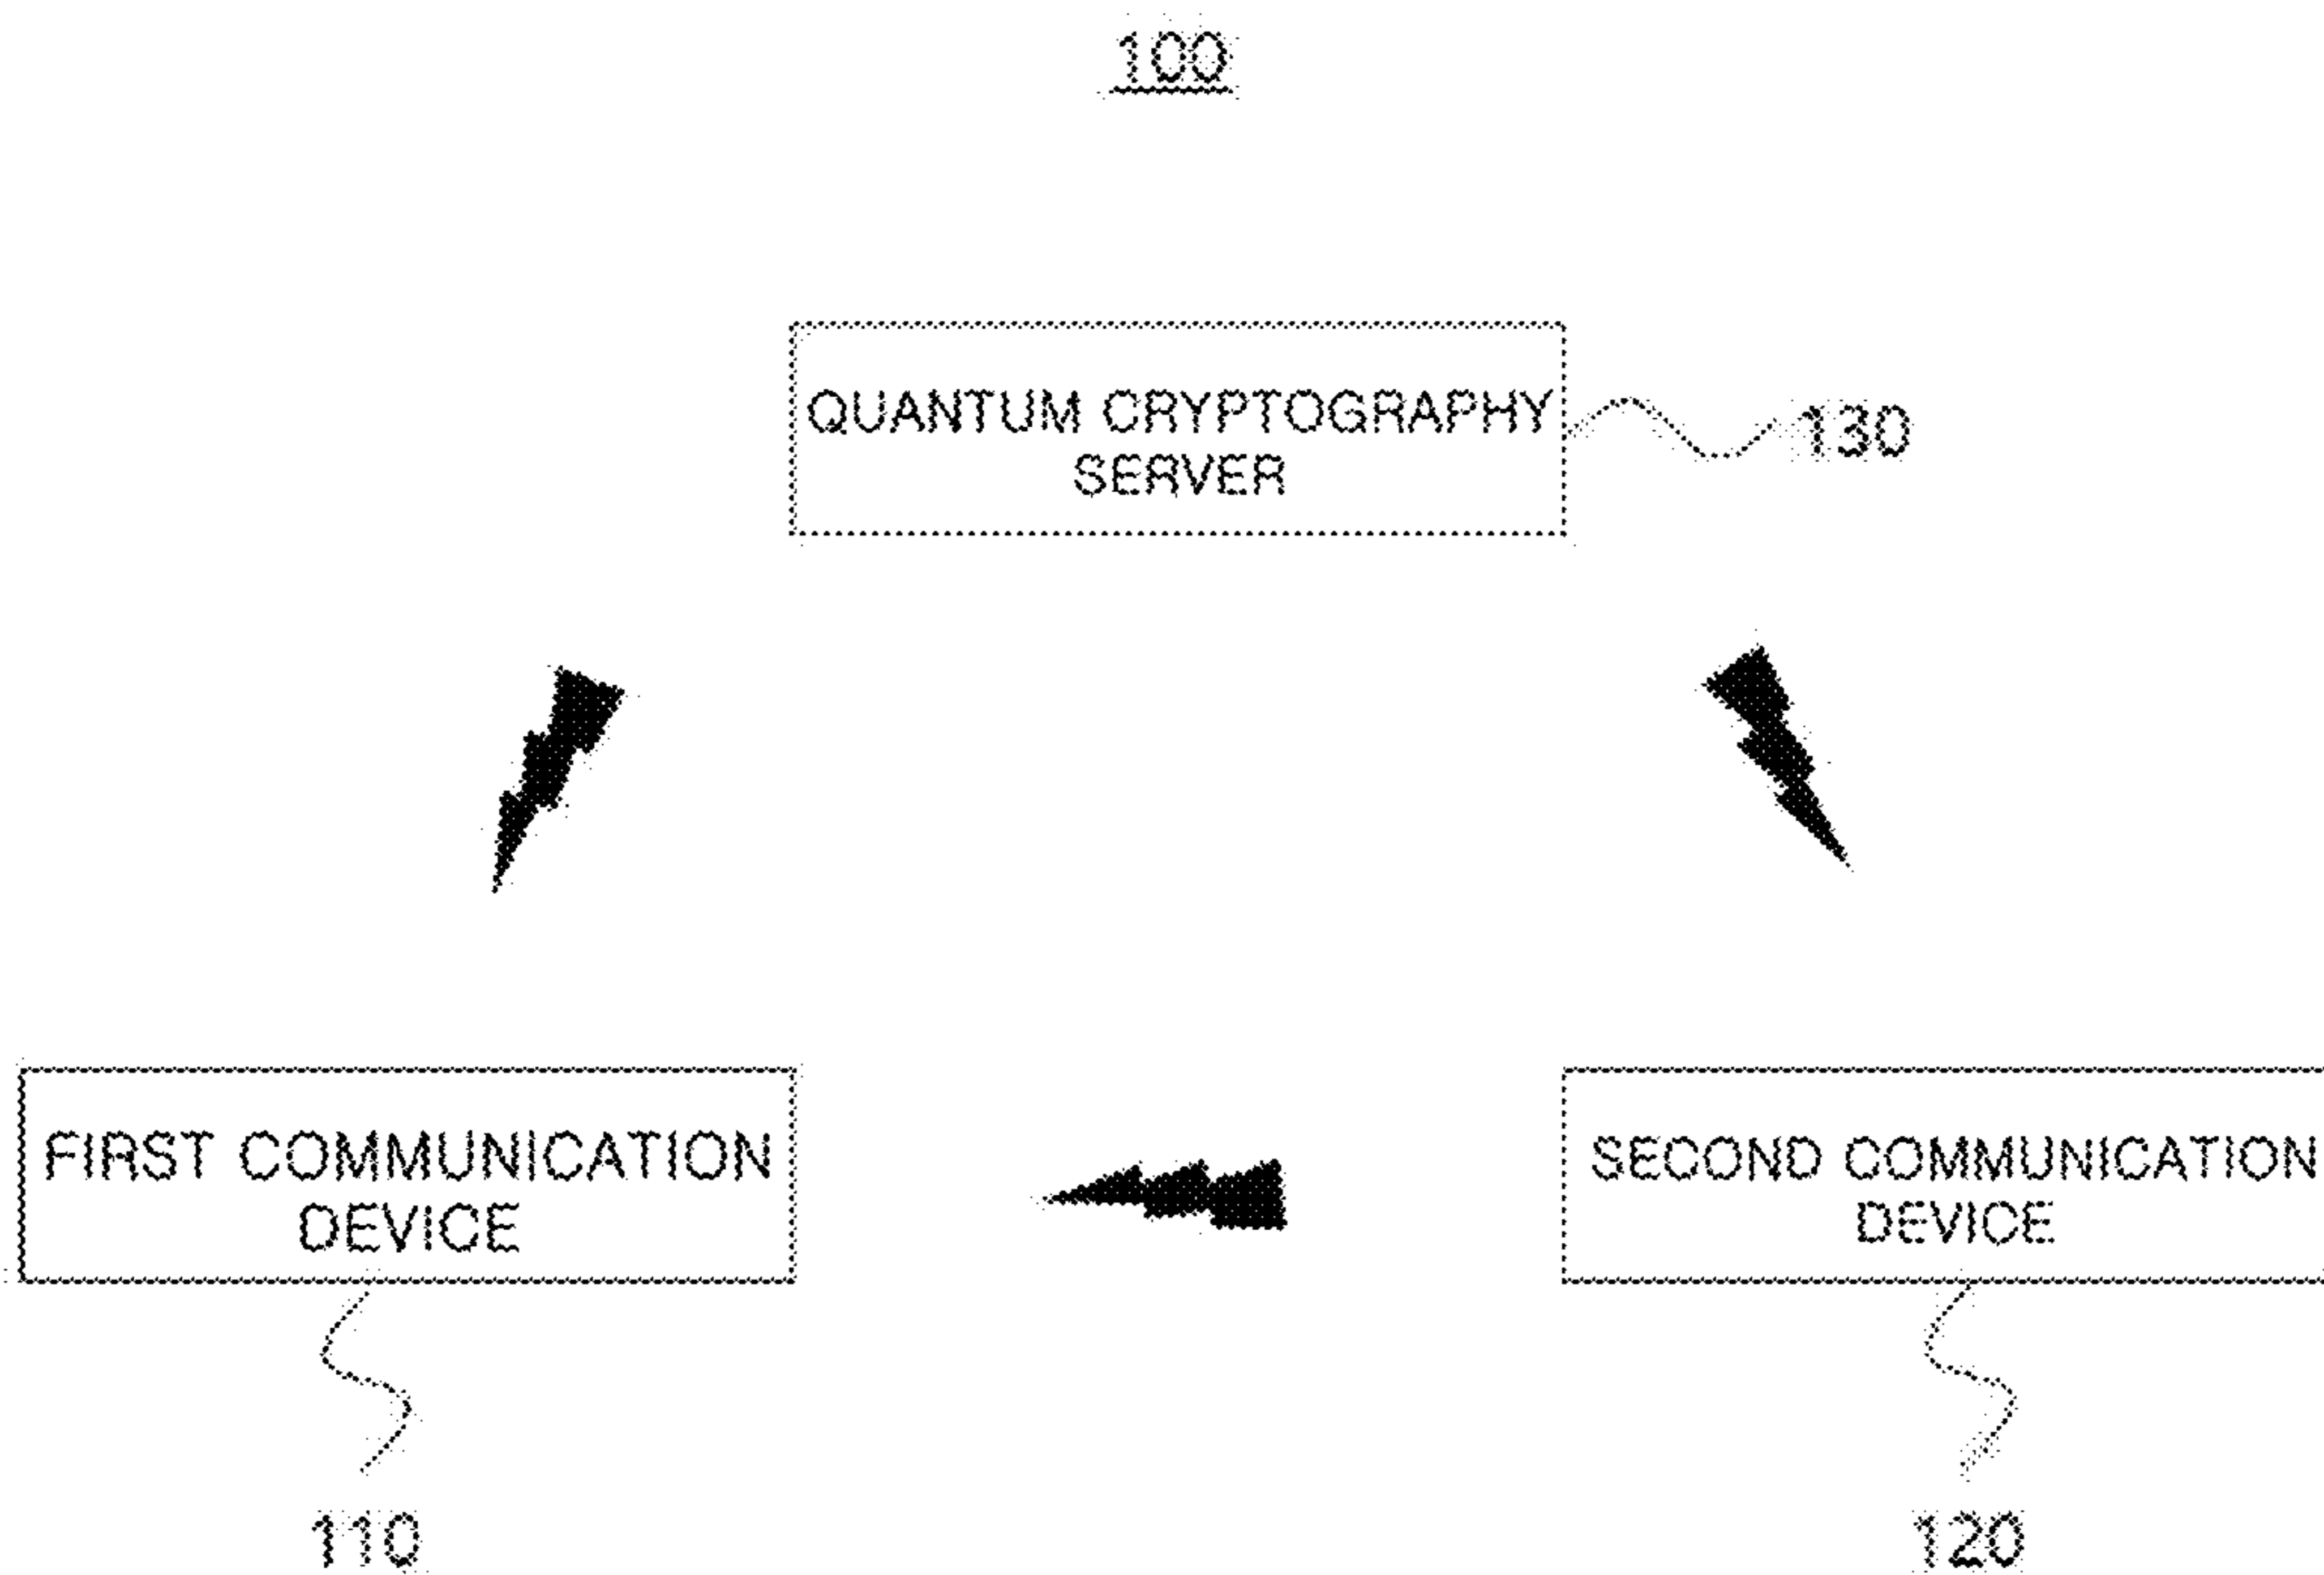 100
QUANTUM CRYPTOGRAPHY
SERVER
130
FIRST COMMUNICATION
DEVICE
SECOND COMMUNICATION
DEVICE
110
120